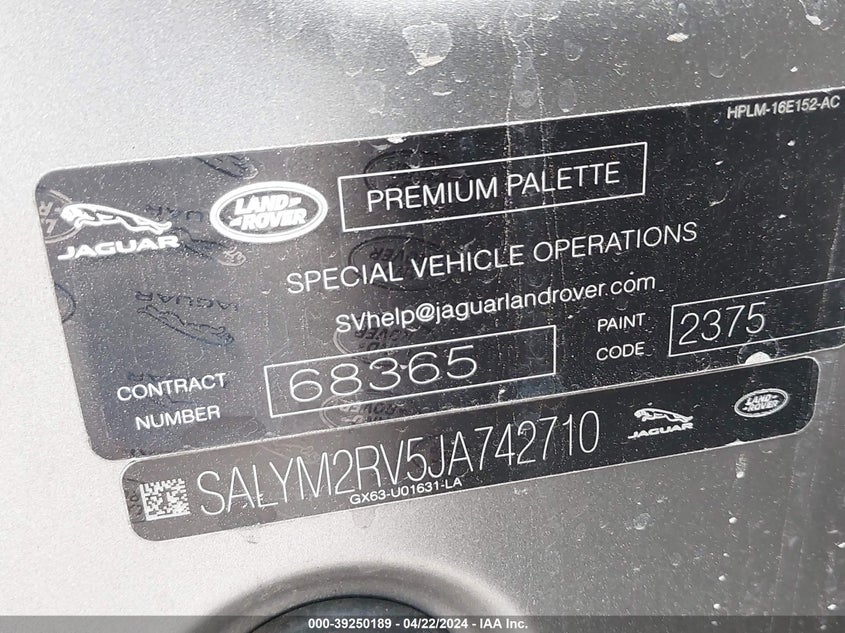 HPLM-16E152-AC
JAGUAR
LAND-
-ROVER
PREMIUM PALETTE
SPECIAL VEHICLE OPERATIONS
SVhelp@jaguarlandrover.com
CONTRACT
NUMBER
68365
PAINT
CODE
2375
SALYM2RV5JA742710
GX63-U01631-LA
JAGUAR
LAND-
-ROVER
000-39250189 - 04/22/2024 - IAA Inc.